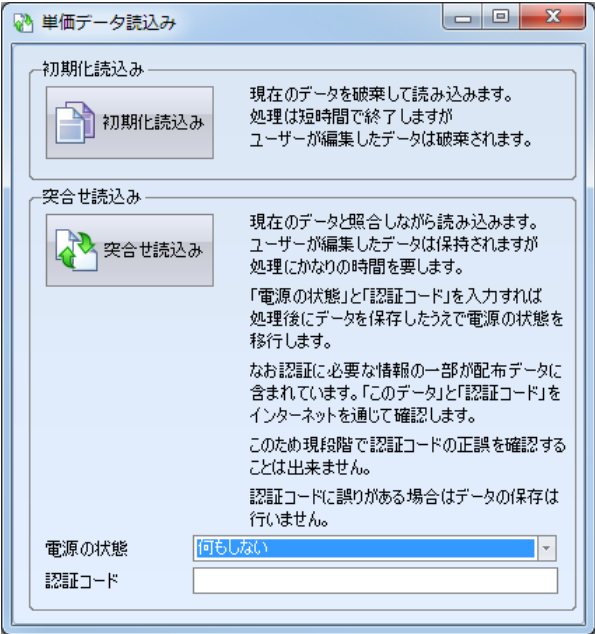 単価データ読込み
初期化読込み
初期化読込み
現在のデータを破棄して読み込みます。
処理は短時間で終了しますが
ユーザーが編集したデータは破棄されます。
突合せ読込み
突合せ読込み
現在のデータと照合しながら読み込みます。
ユーザーが編集したデータは保持されますが
処理にかなりの時間を要します。
「電源の状態」と「認証コード」を入力すれば
処理後にデータを保存したうえで電源の状態を
移行します。
なお認証に必要な情報の一部が配布データに
含まれています。「このデータ」と「認証コード」を
インターネットを通じて確認します。
このため現段階で認証コードの正誤を確認する
ことは出来ません。
認証コードに誤りがある場合はデータの保存は
行いません。
電源の状態
何もしない
認証コード